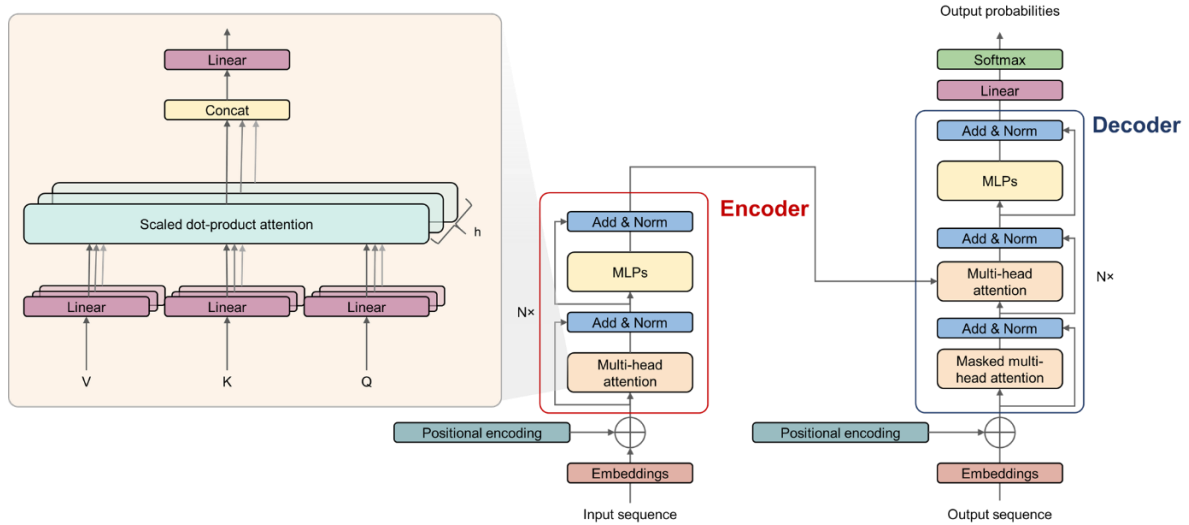 Linear
Concat
Scaled dot-product attention
h
Linear
Linear
Linear
V
K
Q
Encoder
Add & Norm
MLPs
N×
Add & Norm
Multi-head
attention
Positional encoding
Embeddings
Input sequence
Output probabilities
Softmax
Linear
Decoder
Add & Norm
MLPs
Add & Norm
Multi-head
attention
N×
Add & Norm
Masked multi-
head attention
Positional encoding
Embeddings
Output sequence